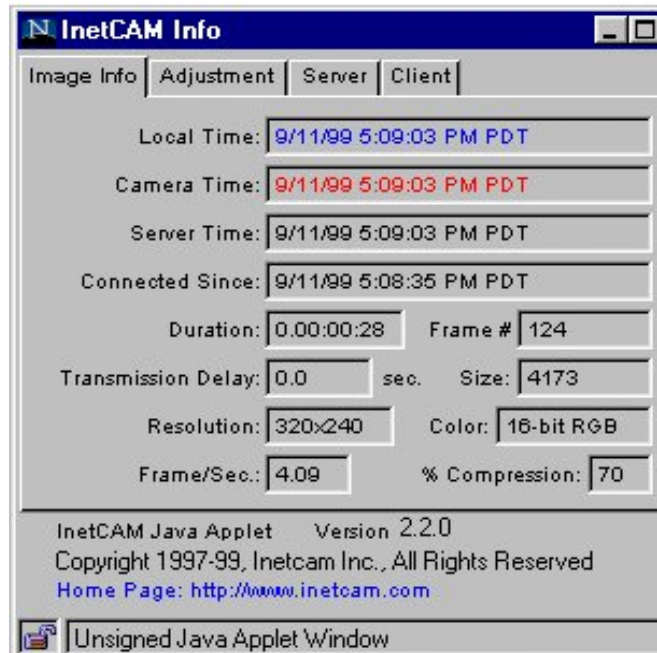 InetCAM Info
Image Info Adjustment Server Client
Local Time: 9/11/99 5:09:03 PM PDT
Camera Time: 9/11/99 5:09:03 PM PDT
Server Time: 9/11/99 5:09:03 PM PDT
Connected Since: 9/11/99 5:08:35 PM PDT
Duration: 0.00:00:28 Frame # 124
Transmission Delay: 0.0 sec. Size: 4173
Resolution: 320x240 Color: 16-bit RGB
Frame/Sec.: 4.09 % Compression: 70
InetCAM Java Applet Version 2.2.0
Copyright 1997-99, Inetcam Inc., All Rights Reserved
Home Page: http://www.inetcam.com
Unsigned Java Applet Window